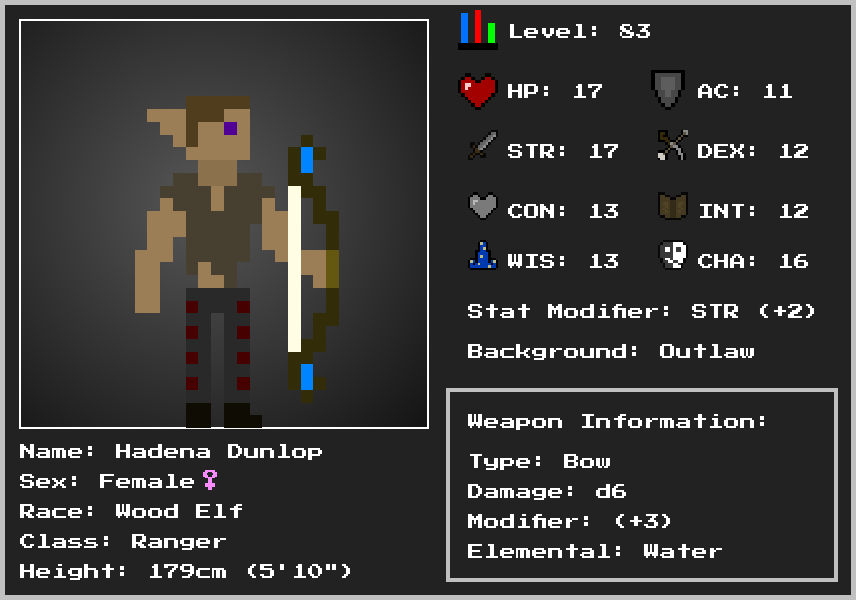 Level: 83
HP: 17 AC: 11
STR: 17 DEX: 12
CON: 13 INT: 12
WIS: 13 CHA: 16
Stat Modifier: STR (+2)
Background: Outlaw
Weapon Information:
Type: Bow
Damage: d6
Modifier: (+3)
Elemental: Water
Name: Hadena Dunlop
Sex: Female♀
Race: Wood Elf
Class: Ranger
Height: 179cm (5'10")